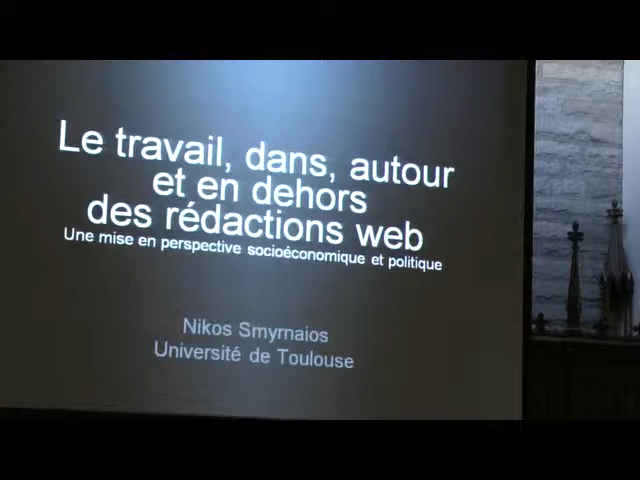 Le travail, dans, autour
et en dehors
des rédactions web
Une mise en perspective socioéconomique et politique
Nikos Smyrnaios
Université de Toulouse